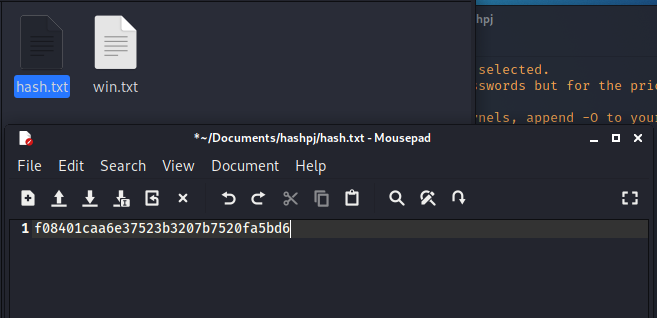 hpj
selected.
sswords but for the pric
rnels, append -O to your
hash.txt
win.txt
*~/Documents/hashpj/hash.txt - Mousepad
File Edit Search View Document Help
1 f08401caa6e37523b3207b7520fa5bd6